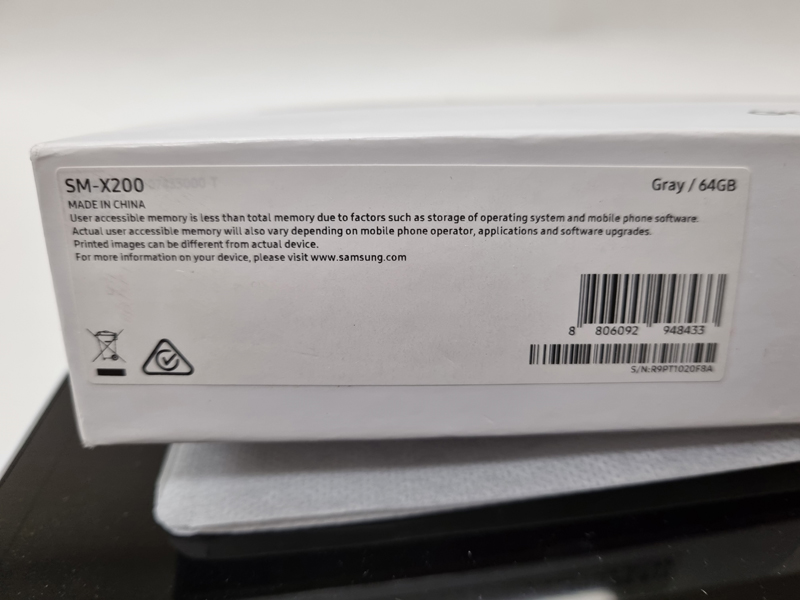 SM-X200
Gray / 64GB
MADE IN CHINA
User accessible memory is less than total memory due to factors such as storage of operating system and mobile phone software.
Actual user accessible memory will also vary depending on mobile phone operator, applications and software upgrades.
Printed images can be different from actual device.
For more information on your device, please visit www.samsung.com
8 806092 948433
S/N:R9PT1020F8A